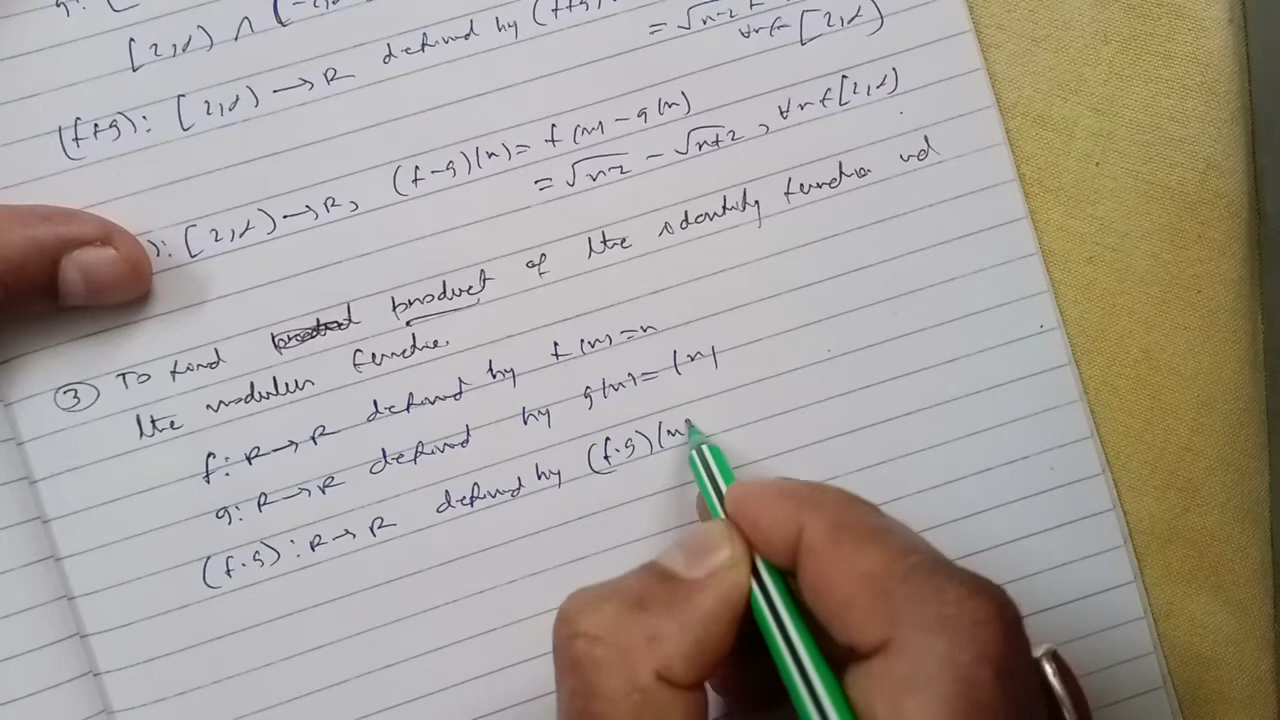 [2,∝) ∩ [-2,
(f+g): [2,∝) → R defined by (f+g)
= √x-2 +
∀x∈ [2,∝)
): [2,∝) → R, (f-g)(x) = f(x) - g(x)
= √x-2 - √x+2, ∀x∈[2,∝)
③ To find product of the identity function and
the modulus function.
f: R→R defined by f(x)=x
g: R→R defined by g(x)=|x|
(f.g): R→R defined by (f.g)(x)